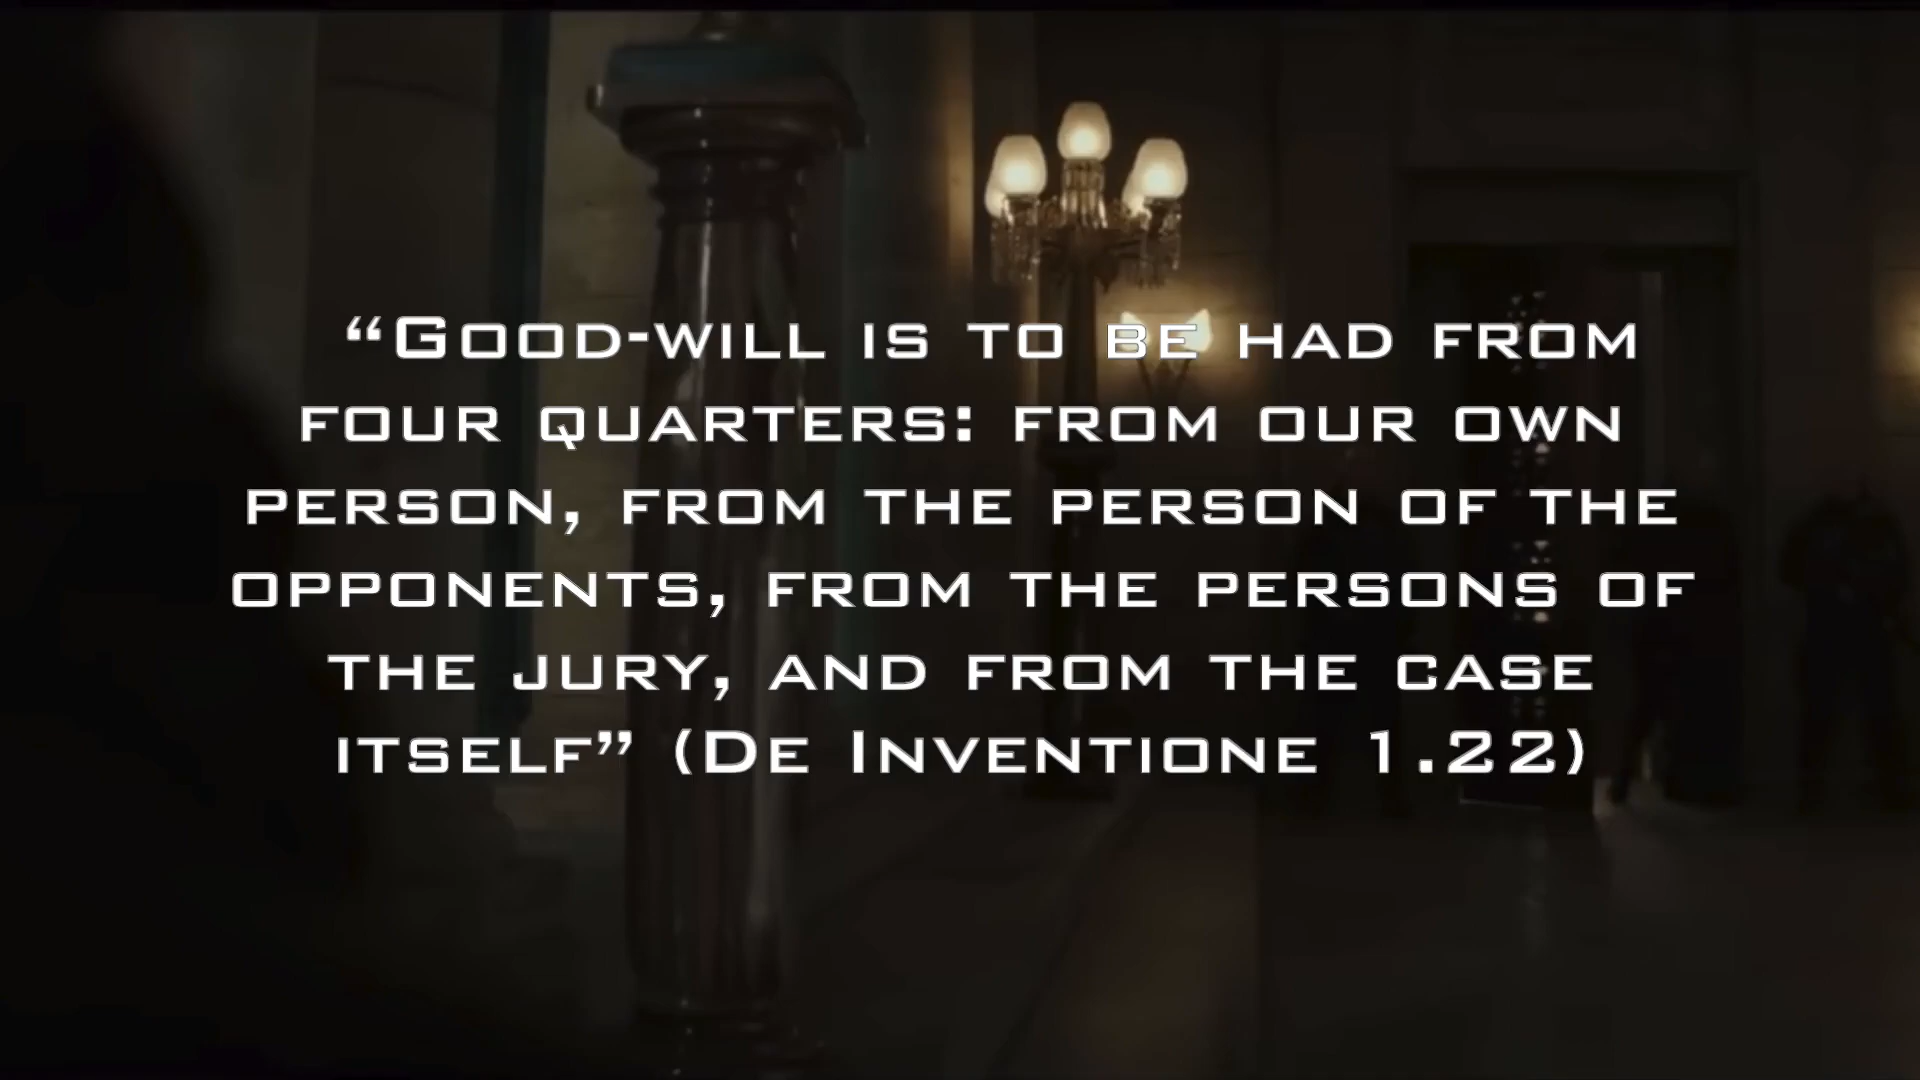 “Good-will is to be had from
four quarters: from our own
person, from the person of the
opponents, from the persons of
the jury, and from the case
itself” (De Inventione 1.22)